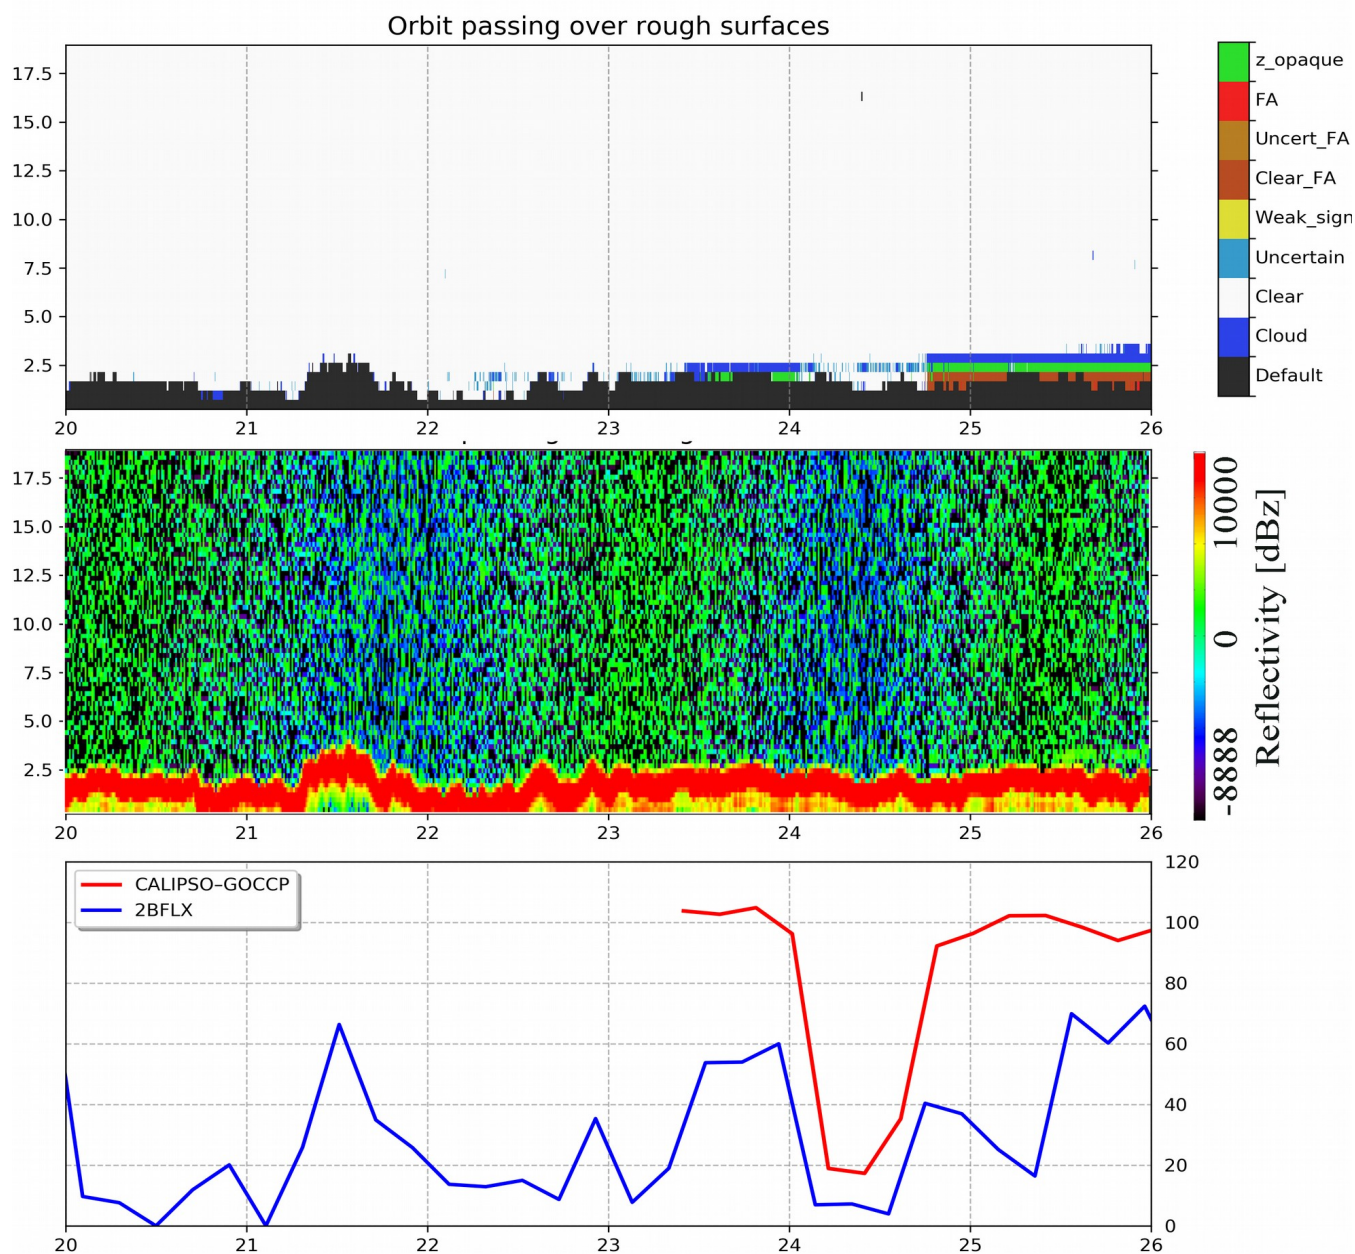 Orbit passing over rough surfaces
17.5
15.0
12.5
10.0
7.5
5.0
2.5
20 21 22 23 24 25 26
z_opaque
FA
Uncert_FA
Clear_FA
Weak_sign
Uncertain
Clear
Cloud
Default
17.5
15.0
12.5
10.0
7.5
5.0
2.5
20 21 22 23 24 25 26
10000
0
-8888
Reflectivity [dBz]
CALIPSO–GOCCP
2BFLX
120
100
80
60
40
20
0
20 21 22 23 24 25 26